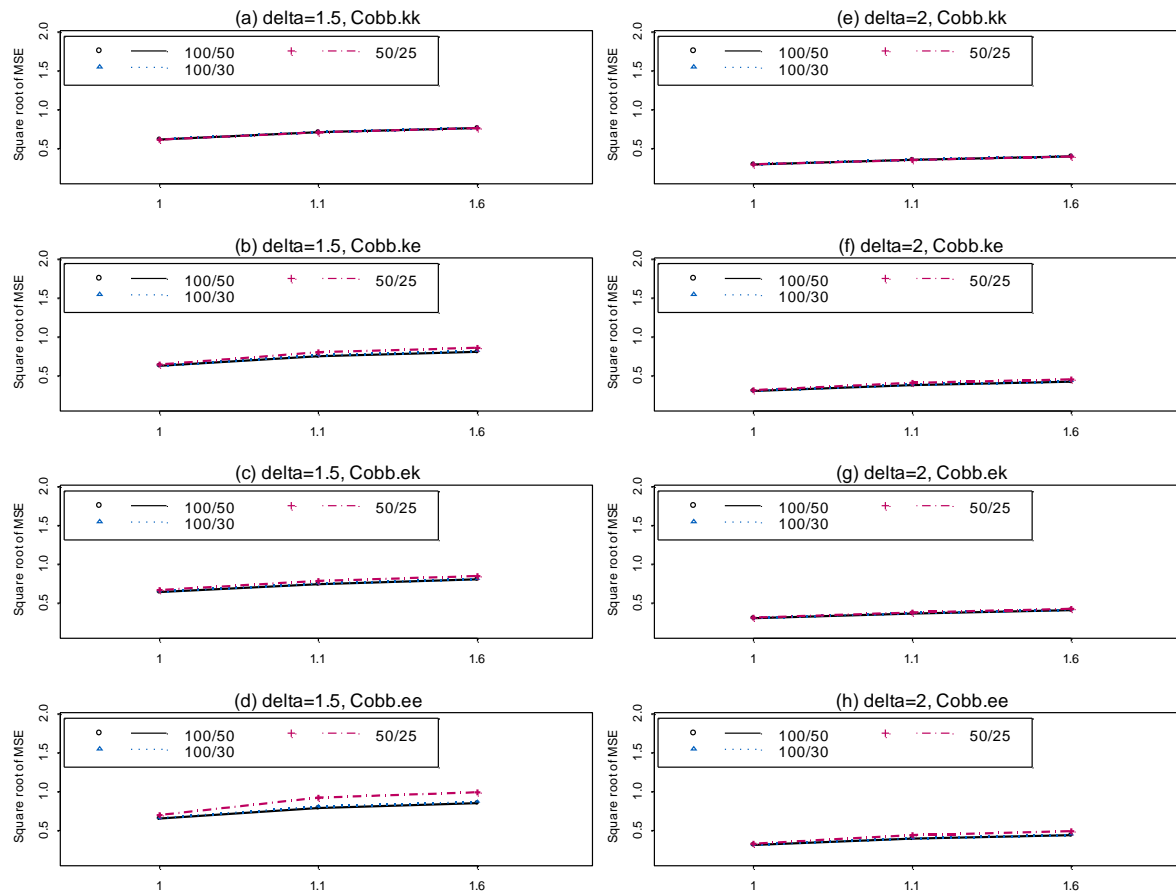 (a) delta=1.5, Cobb.kk
Square root of MSE
0.5 1.0 1.5 2.0
100/50
100/30
50/25
1 1.1 1.6
(e) delta=2, Cobb.kk
Square root of MSE
0.5 1.0 1.5 2.0
100/50
100/30
50/25
1 1.1 1.6
(b) delta=1.5, Cobb.ke
Square root of MSE
0.5 1.0 1.5 2.0
100/50
100/30
50/25
1 1.1 1.6
(f) delta=2, Cobb.ke
Square root of MSE
0.5 1.0 1.5 2.0
100/50
100/30
50/25
1 1.1 1.6
(c) delta=1.5, Cobb.ek
Square root of MSE
0.5 1.0 1.5 2.0
100/50
100/30
50/25
1 1.1 1.6
(g) delta=2, Cobb.ek
Square root of MSE
0.5 1.0 1.5 2.0
100/50
100/30
50/25
1 1.1 1.6
(d) delta=1.5, Cobb.ee
Square root of MSE
0.5 1.0 1.5 2.0
100/50
100/30
50/25
1 1.1 1.6
(h) delta=2, Cobb.ee
Square root of MSE
0.5 1.0 1.5 2.0
100/50
100/30
50/25
1 1.1 1.6